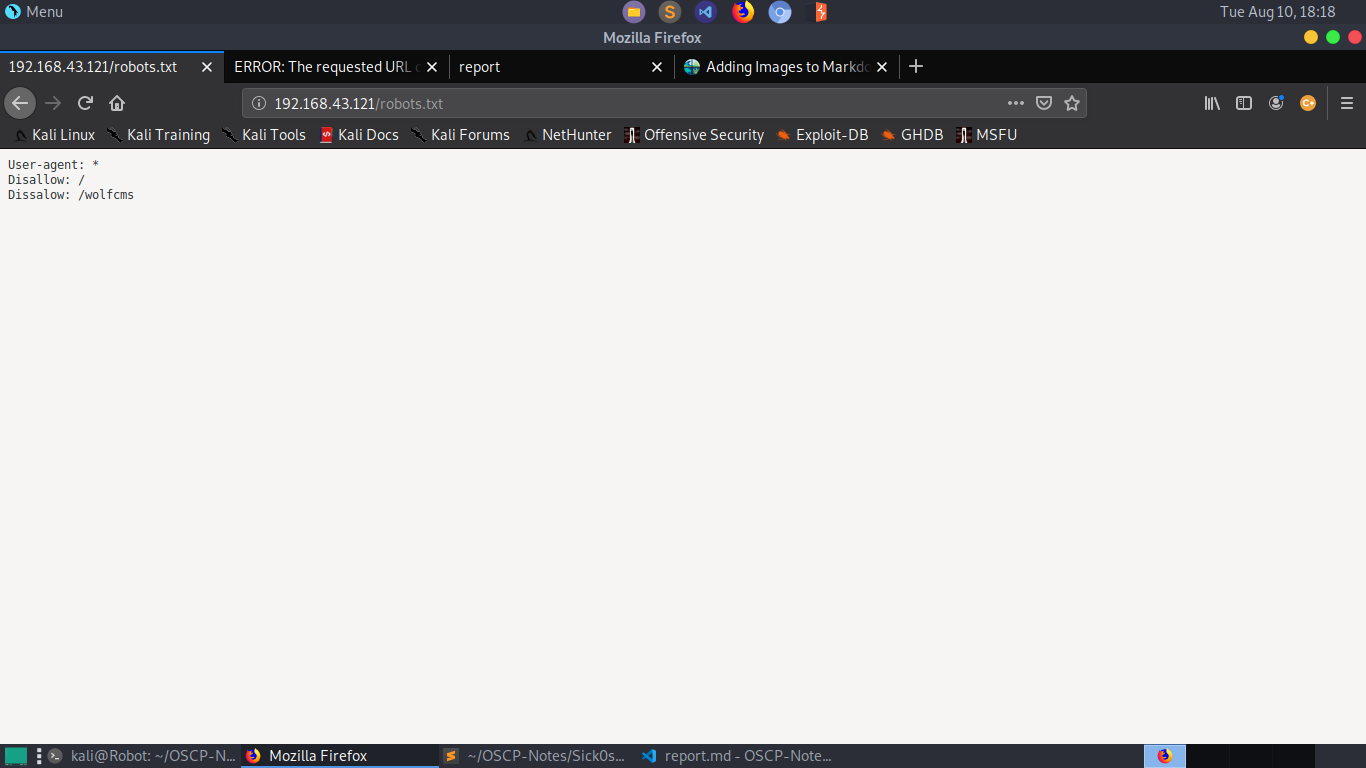 Menu
Tue Aug 10, 18:18
Mozilla Firefox
192.168.43.121/robots.txt
ERROR: The requested URL
report
Adding Images to Markdo
192.168.43.121/robots.txt
Kali Linux Kali Training Kali Tools Kali Docs Kali Forums NetHunter Offensive Security Exploit-DB GHDB MSFU
User-agent: *
Disallow: /
Dissalow: /wolfcms
kali@Robot: ~/OSCP-N... Mozilla Firefox ~/OSCP-Notes/Sick0s... report.md - OSCP-Note...